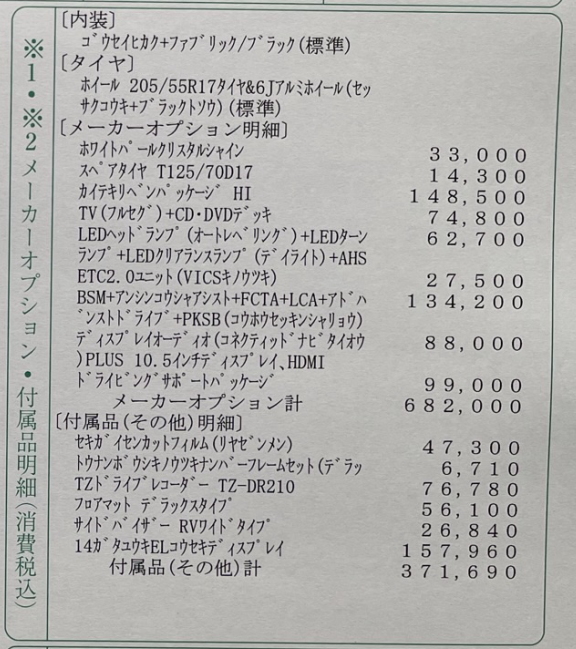 ※1・※2メーカーオプション・付属品明細(消費税込)
[内装]
ｺﾞｳｾｲﾋｶｸ+ﾌｧﾌﾞﾘｯｸ/ﾌﾞﾗｯｸ(標準)
[タイヤ]
ﾎｲｰﾙ 205/55R17ﾀｲﾔ&6Jｱﾙﾐﾎｲｰﾙ(ｾｯ
ｻｸｺｳｷ+ﾌﾞﾗｯｸﾄｿｳ)(標準)
[メーカーオプション明細]
ﾎﾜｲﾄﾊﾟｰﾙｸﾘｽﾀﾙｼｬｲﾝ 33,000
ｽﾍﾟｱﾀｲﾔ T125/70D17 14,300
ｶｲﾃｷﾘﾍﾞﾝﾊﾟｯｹｰｼﾞ HI 148,500
TV(ﾌﾙｾｸﾞ)+CD・DVDﾃﾞｯｷ 74,800
LEDﾍｯﾄﾞﾗﾝﾌﾟ(ｵｰﾄﾚﾍﾞﾘﾝｸﾞ)+LEDﾀｰﾝ 62,700
ﾗﾝﾌﾟ+LEDｸﾘｱﾗﾝｽﾗﾝﾌﾟ(ﾃﾞｲﾗｲﾄ)+AHS
ETC2.0ﾕﾆｯﾄ(VICSｷﾉｳﾂｷ) 27,500
BSM+ｱﾝｼﾝｺｳｼｬｱｼｽﾄ+FCTA+LCA+ｱﾄﾞﾊ 134,200
ﾞﾝｽﾄﾄﾞﾗｲﾌﾞ+PKSB(ｺｳﾎｳｾｯｷﾝｼｬﾘｮｳ)
ﾃﾞｨｽﾌﾟﾚｲｵｰﾃﾞｨｵ(ｺﾈｸﾃｨｯﾄﾞﾅﾋﾞﾀｲｵｳ 88,000
)PLUS 10.5ｲﾝﾁﾃﾞｨｽﾌﾟﾚｲ､HDMI
ﾄﾞﾗｲﾋﾞﾝｸﾞｻﾎﾟｰﾄﾊﾟｯｹｰｼﾞ 99,000
メーカーオプション計 682,000
[付属品(その他)明細]
ｾｷｶﾞｲｾﾝｶｯﾄﾌｨﾙﾑ(ﾘﾔｾﾞﾝﾒﾝ) 47,300
ﾄｳﾅﾝﾎﾞｳｼｷﾉｳﾂｷﾅﾝﾊﾞｰﾌﾚｰﾑｾｯﾄ(ﾃﾞﾗｯ 6,710
TZﾄﾞﾗｲﾌﾞﾚｺｰﾀﾞｰ TZ-DR210 76,780
ﾌﾛｱﾏｯﾄ ﾃﾞﾗｯｸｽﾀｲﾌﾟ 56,100
ｻｲﾄﾞﾊﾞｲｻﾞｰ RVﾜｲﾄﾞﾀｲﾌﾟ 26,840
14ｶﾞﾀﾕｳｷELｺｳｾｷﾃﾞｨｽﾌﾟﾚｲ 157,960
付属品(その他)計 371,690